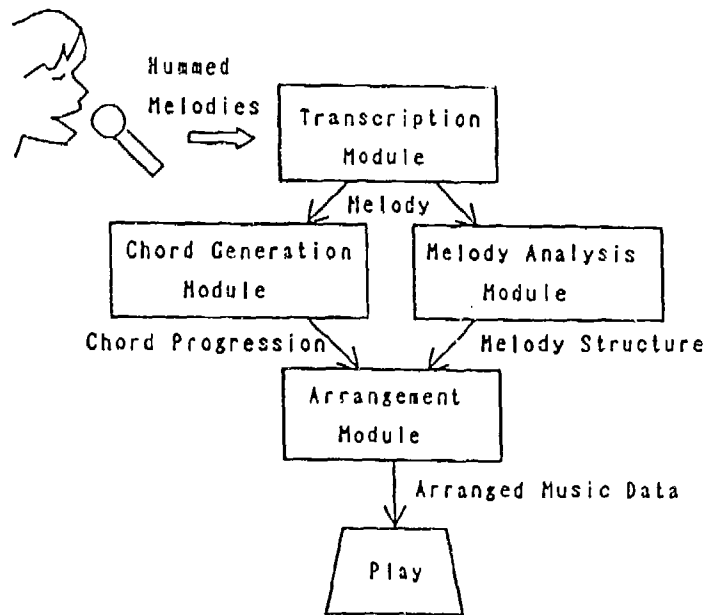 Hummed
Melodies
Transcription
Module
Melody
Chord Generation
Module
Melody Analysis
Module
Chord Progression
Melody Structure
Arrangement
Module
Arranged Music Data
Play